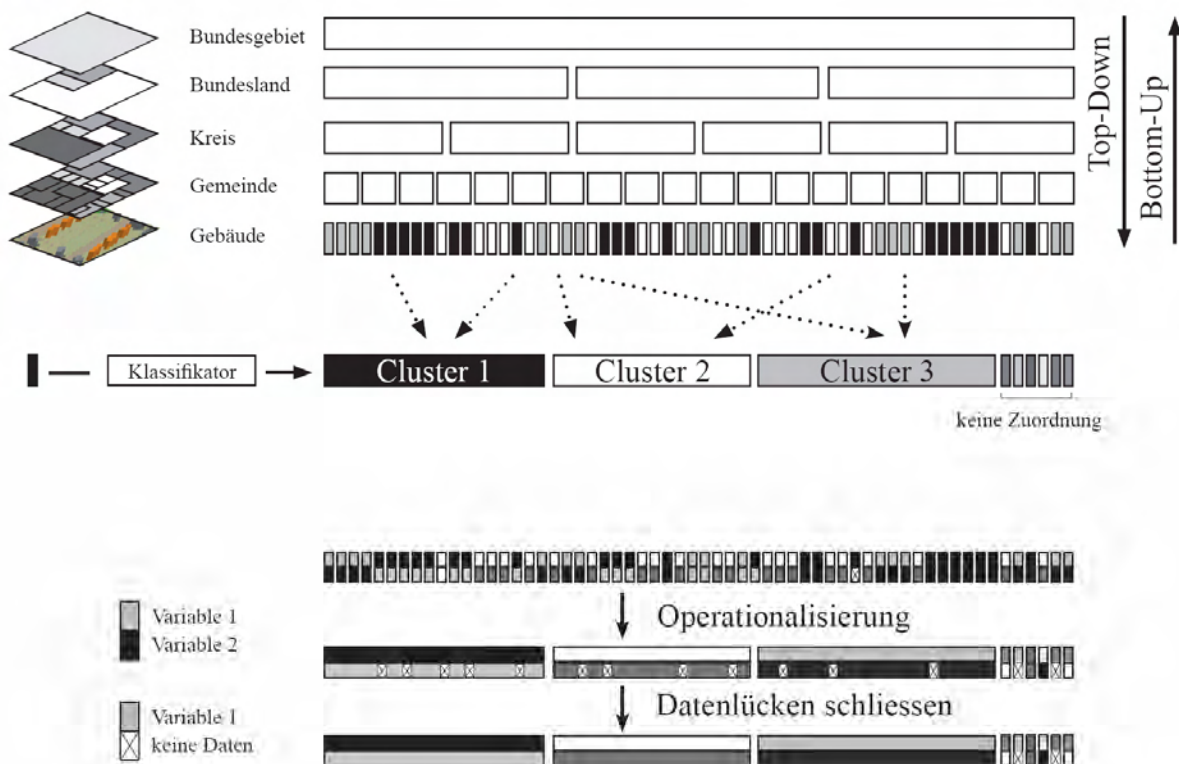 Bundesgebiet
Bundesland
Kreis
Gemeinde
Gebäude
Top-Down
Bottom-Up
Klassifikator
Cluster 1
Cluster 2
Cluster 3
keine Zuordnung
Operationalisierung
Variable 1
Variable 2
Datenlücken schliessen
Variable 1
keine Daten